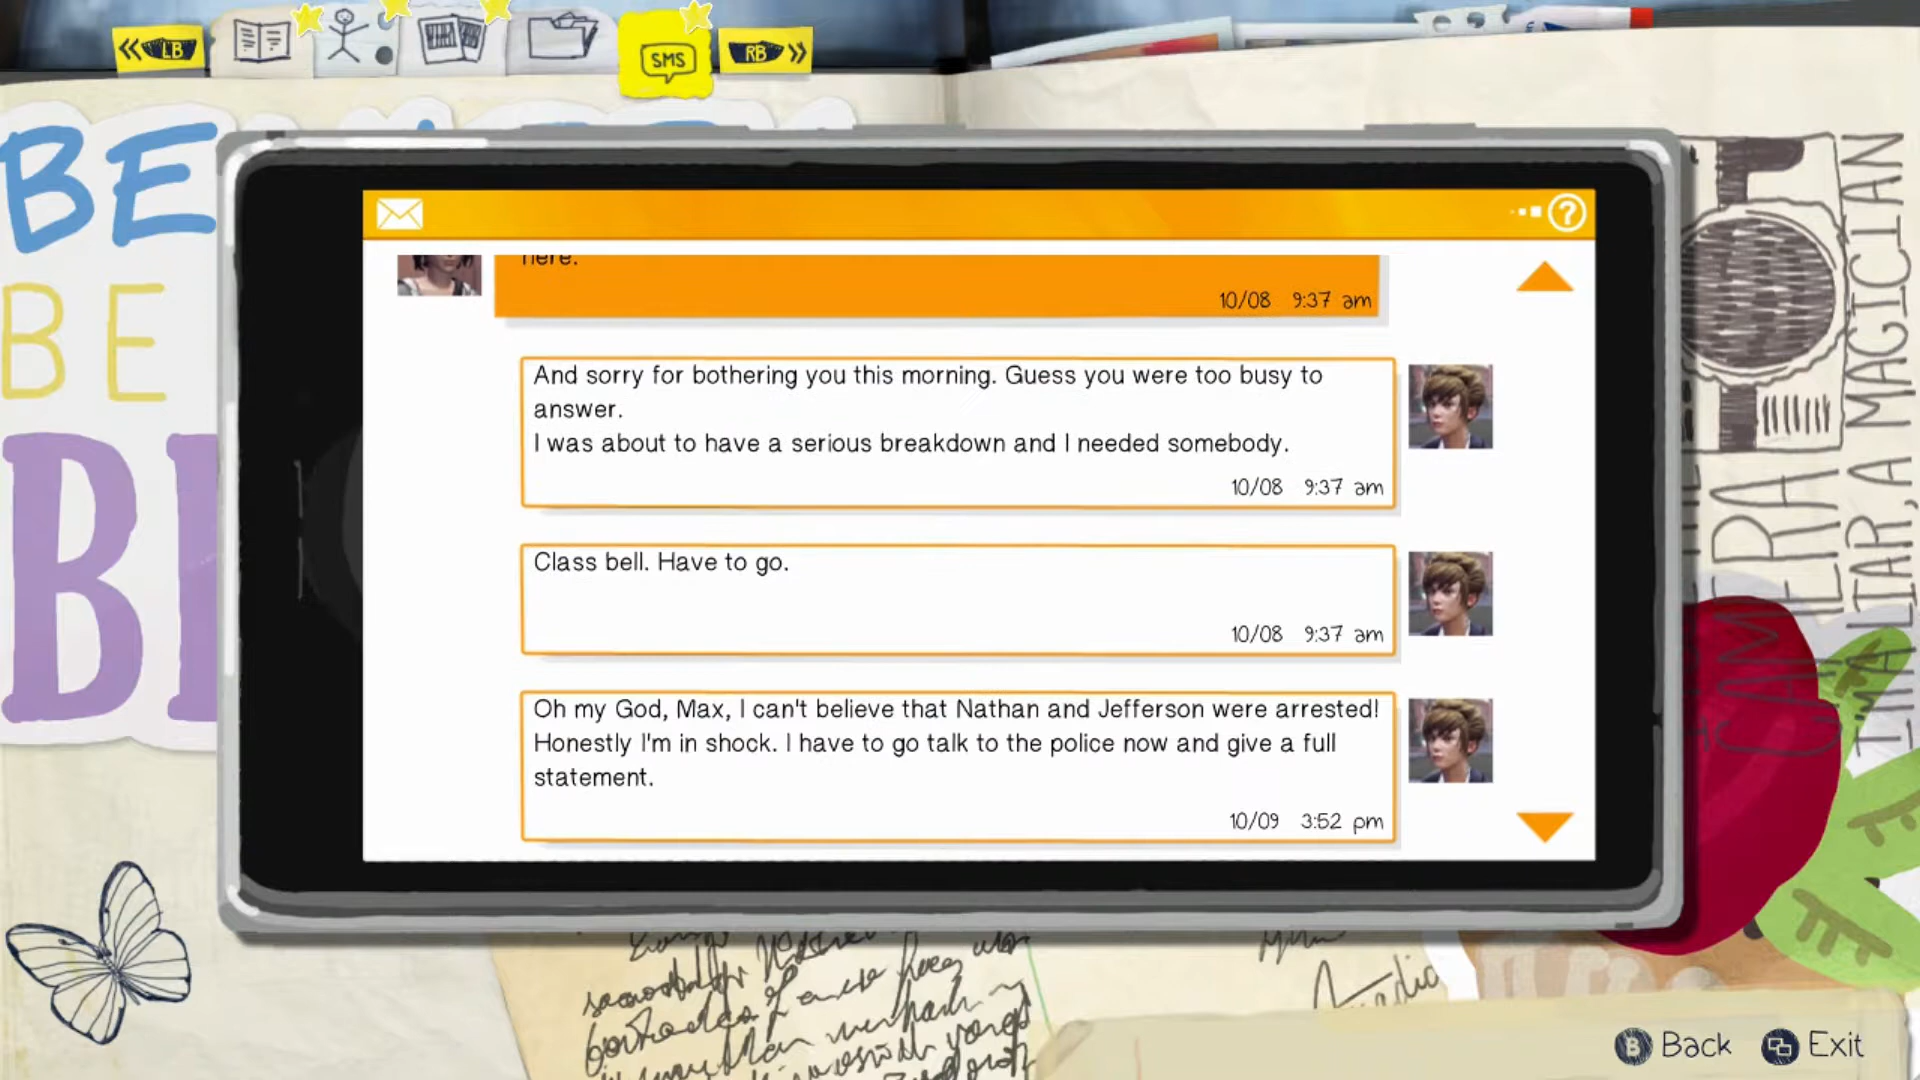 LB
SMS
RB
BE
BE
here.
10/08 9:37 am
And sorry for bothering you this morning. Guess you were too busy to
answer.
I was about to have a serious breakdown and I needed somebody.
10/08 9:37 am
Class bell. Have to go.
10/08 9:37 am
Oh my God, Max, I can't believe that Nathan and Jefferson were arrested!
Honestly I'm in shock. I have to go talk to the police now and give a full
statement.
10/09 3:52 pm
CAMERA
LIAR, A MAGICIAN
B Back
Exit